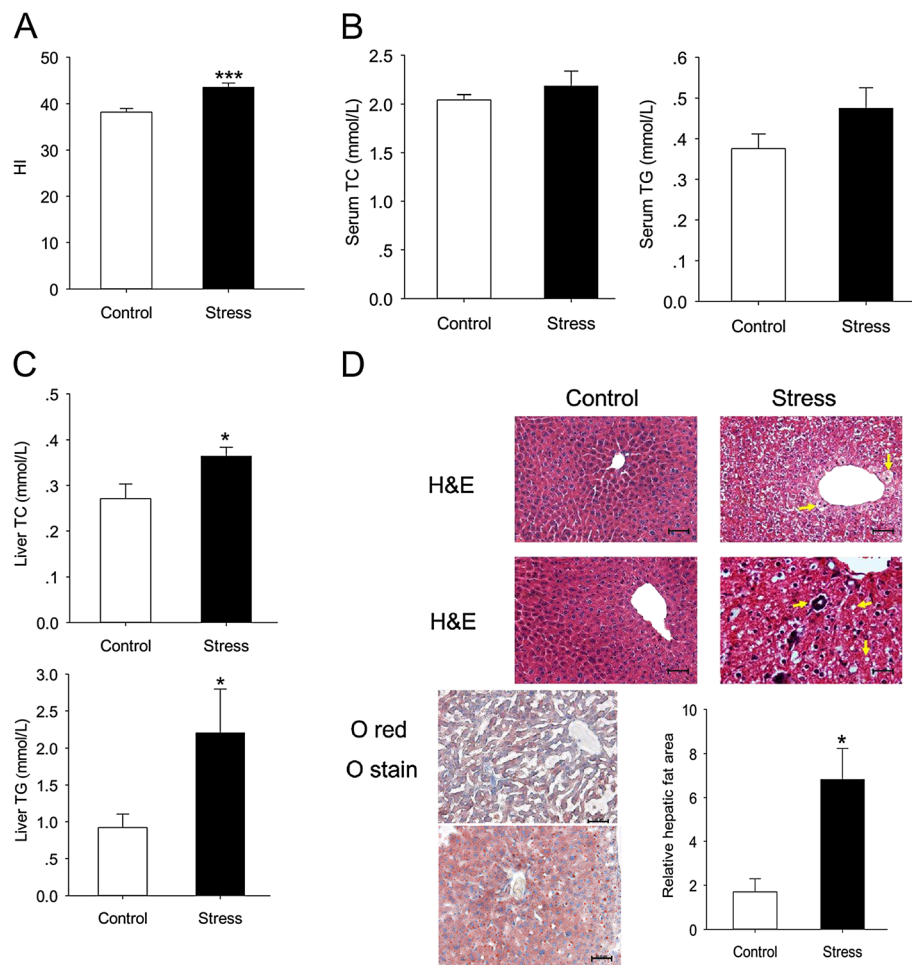 A
50
40
30
20
10
0
HI
***
Control
Stress
B
2.5
2.0
1.5
1.0
.5
0.0
Serum TC (mmol/L)
Control
Stress
.6
.5
.4
.3
.2
.1
0.0
Serum TG (mmol/L)
Control
Stress
C
.5
.4
.3
.2
.1
0.0
Liver TC (mmol/L)
*
Control
Stress
3.0
2.5
2.0
1.5
1.0
.5
0.0
Liver TG (mmol/L)
*
Control
Stress
D
Control
Stress
H&E
H&E
O red
O stain
10
8
6
4
2
0
Relative hepatic fat area
*
Control
Stress